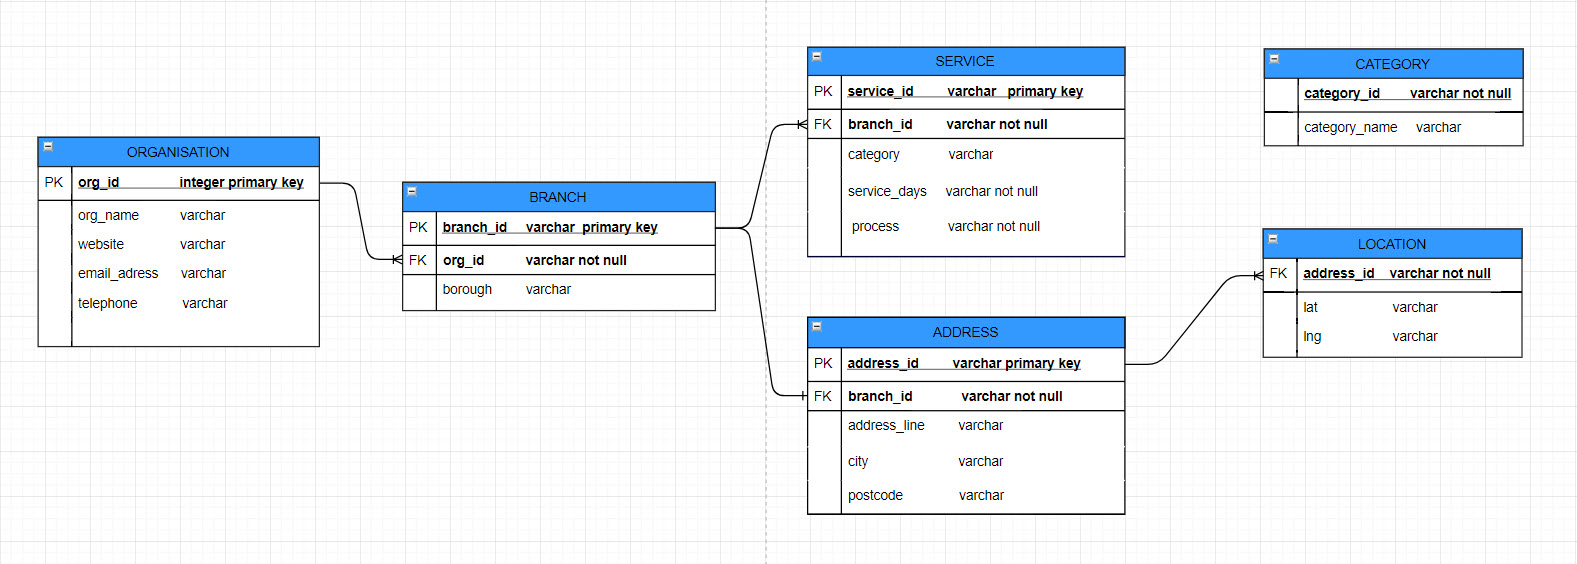 ORGANISATION
PK org_id integer primary key
org_name varchar
website varchar
email_adress varchar
telephone varchar
BRANCH
PK branch_id varchar primary key
FK org_id varchar not null
borough varchar
SERVICE
PK service_id varchar primary key
FK branch_id varchar not null
category varchar
service_days varchar not null
process varchar not null
ADDRESS
PK address_id varchar primary key
FK branch_id varchar not null
address_line varchar
city varchar
postcode varchar
CATEGORY
category_id varchar not null
category_name varchar
LOCATION
FK address_id varchar not null
lat varchar
lng varchar